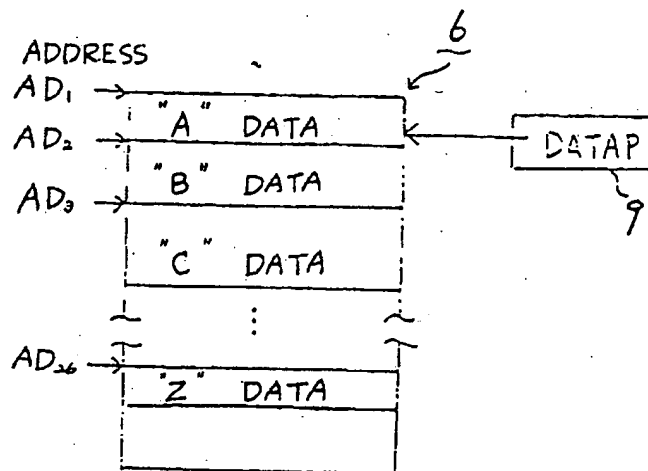 6
ADDRESS
AD₁
"A" DATA
DATAP
AD₂
9
"B" DATA
AD₃
"C" DATA
⋮
AD₂₆
"Z" DATA